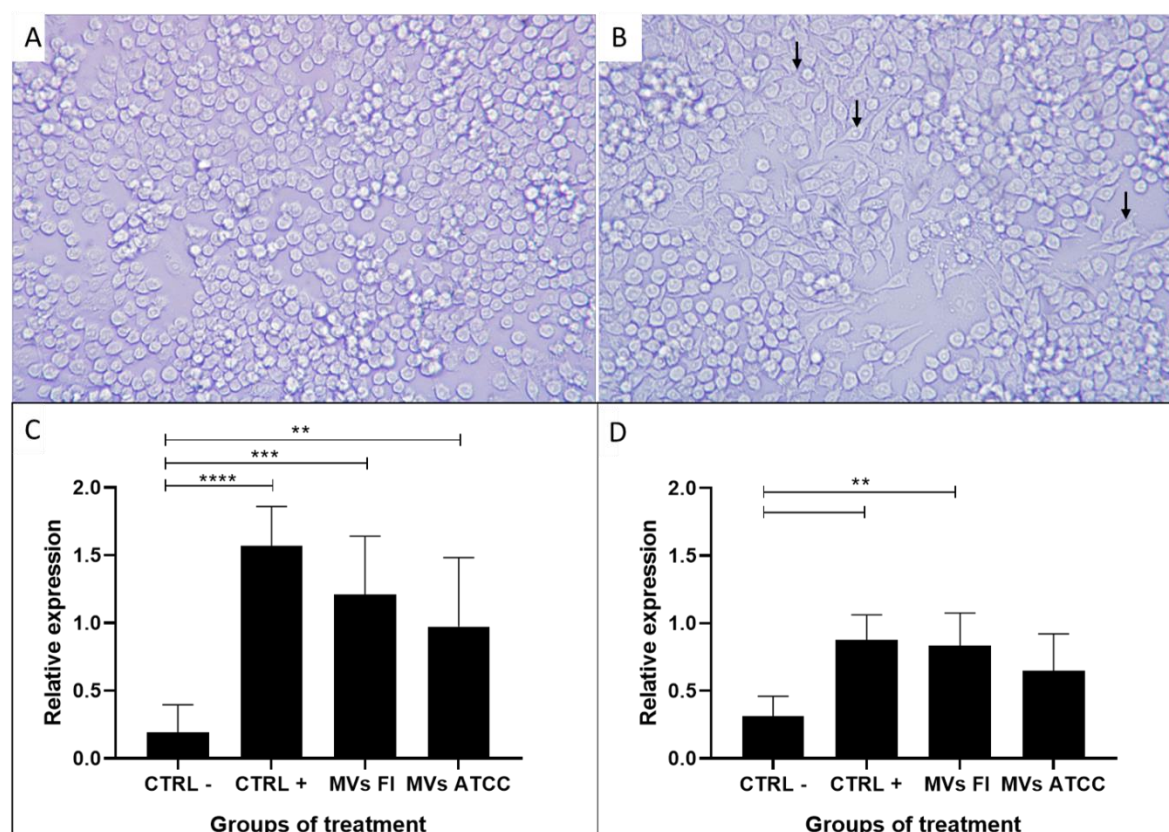 A
B
C
**
***
****
2.0
1.5
1.0
0.5
0.0
Relative expression
CTRL -
CTRL +
MVs FI
MVs ATCC
Groups of treatment
D
**
2.0
1.5
1.0
0.5
0.0
Relative expression
CTRL -
CTRL +
MVs FI
MVs ATCC
Groups of treatment